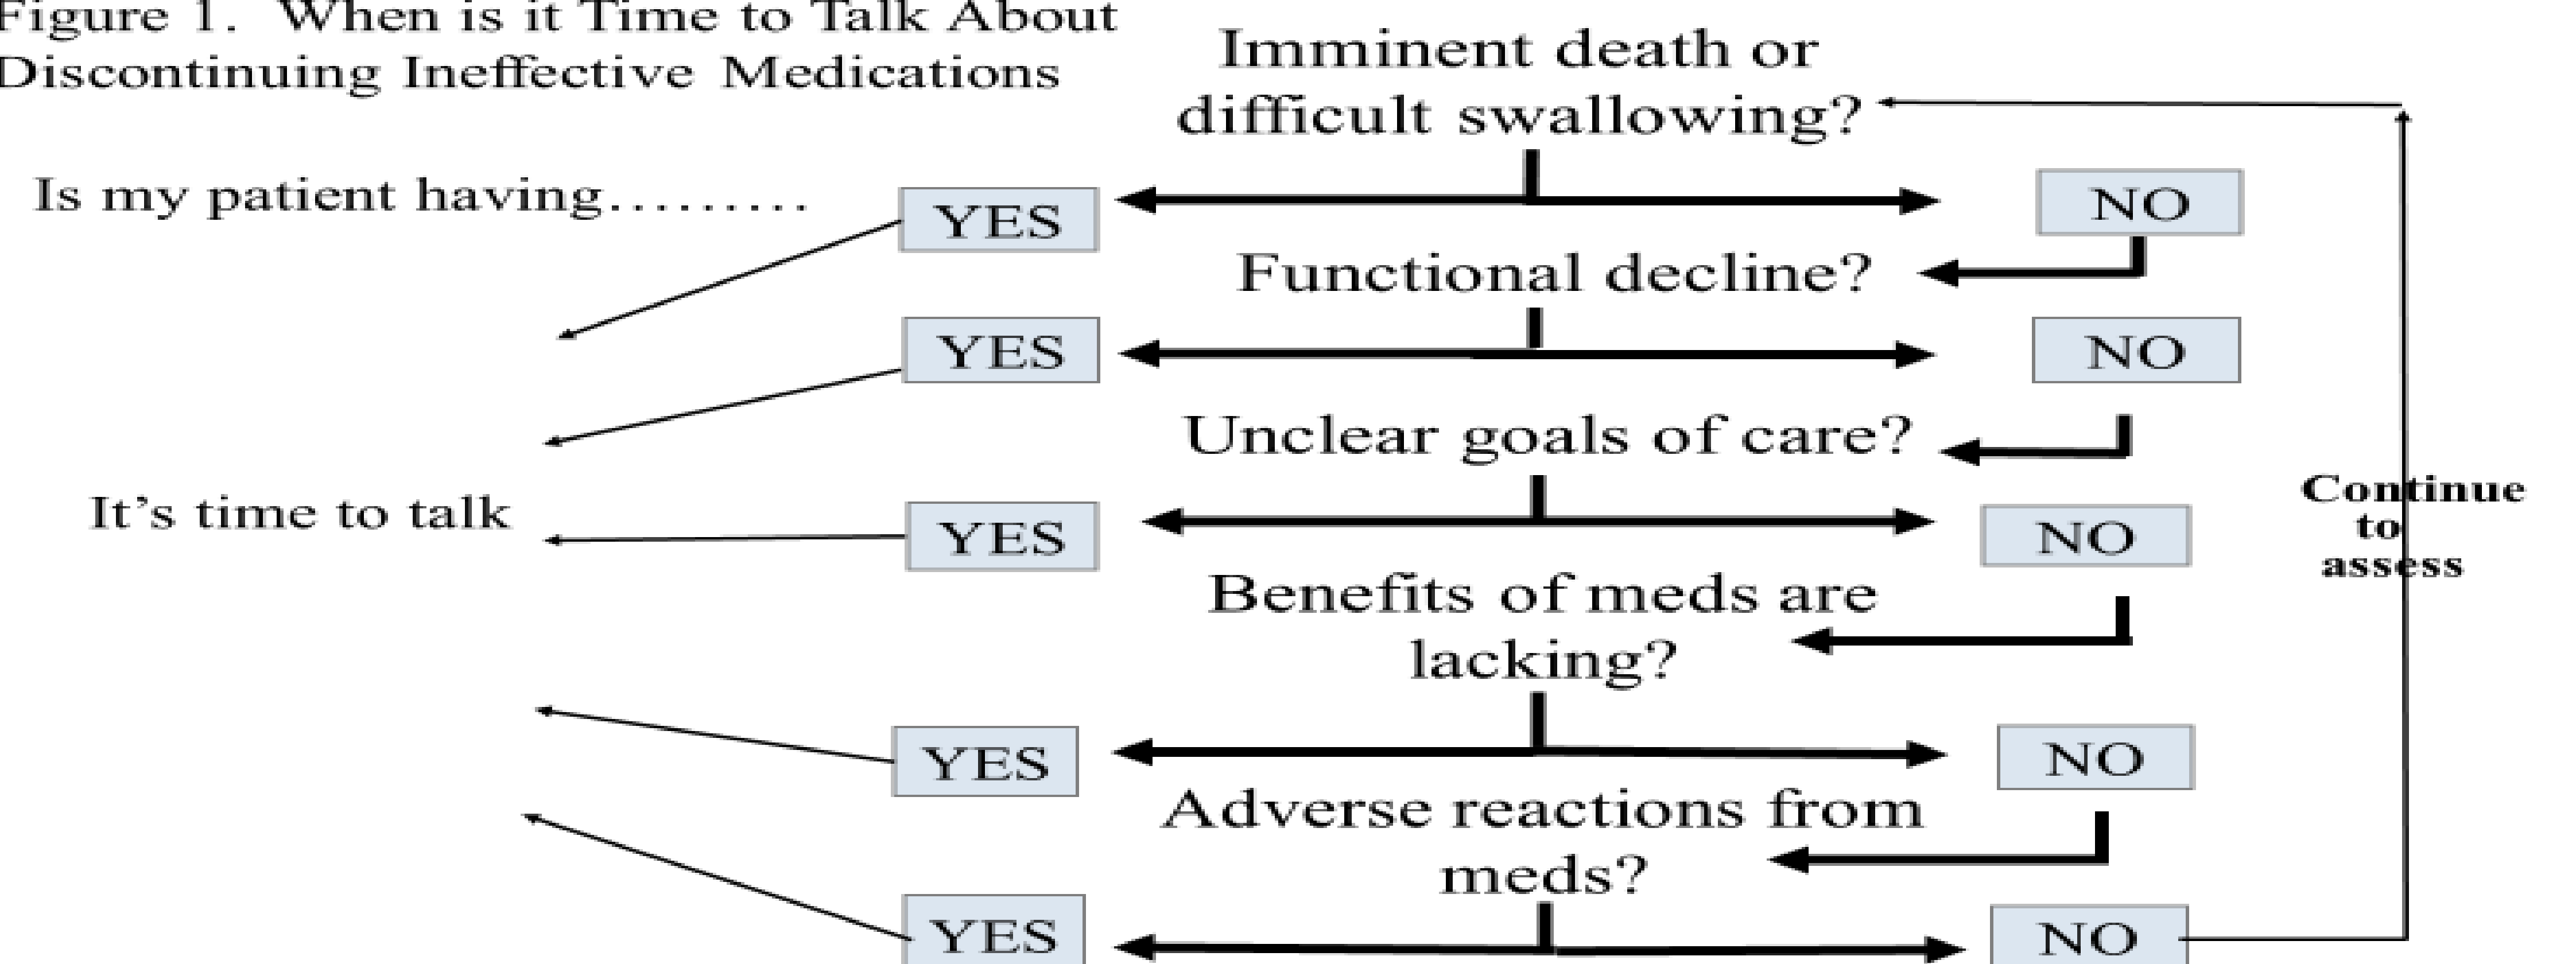 Figure 1. When is it Time to Talk About
Discontinuing Ineffective Medications
Imminent death or
difficult swallowing?
Is my patient having.........
YES
NO
Functional decline?
YES
NO
Unclear goals of care?
It's time to talk
YES
NO
Continue
to
assess
Benefits of meds are
lacking?
YES
NO
Adverse reactions from
meds?
YES
NO